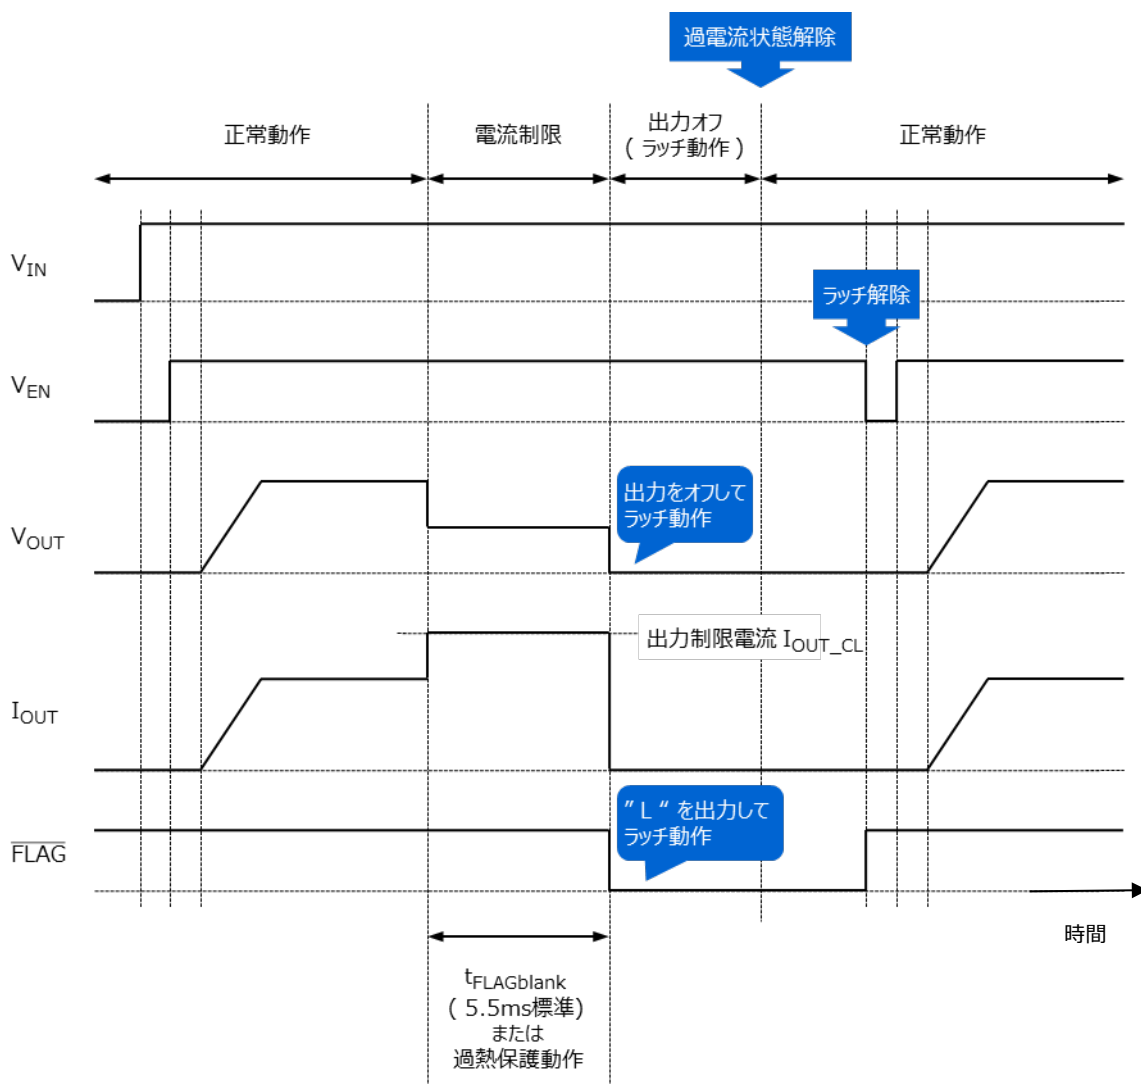 過電流状態解除
正常動作
電流制限
出力オフ
( ラッチ動作 )
正常動作
VIN
ラッチ解除
VEN
出力をオフして
ラッチ動作
VOUT
出力制限電流 IOUT_CL
IOUT
” L “ を出力して
ラッチ動作
FLAG
時間
tFLAGblank
( 5.5ms標準)
または
過熱保護動作